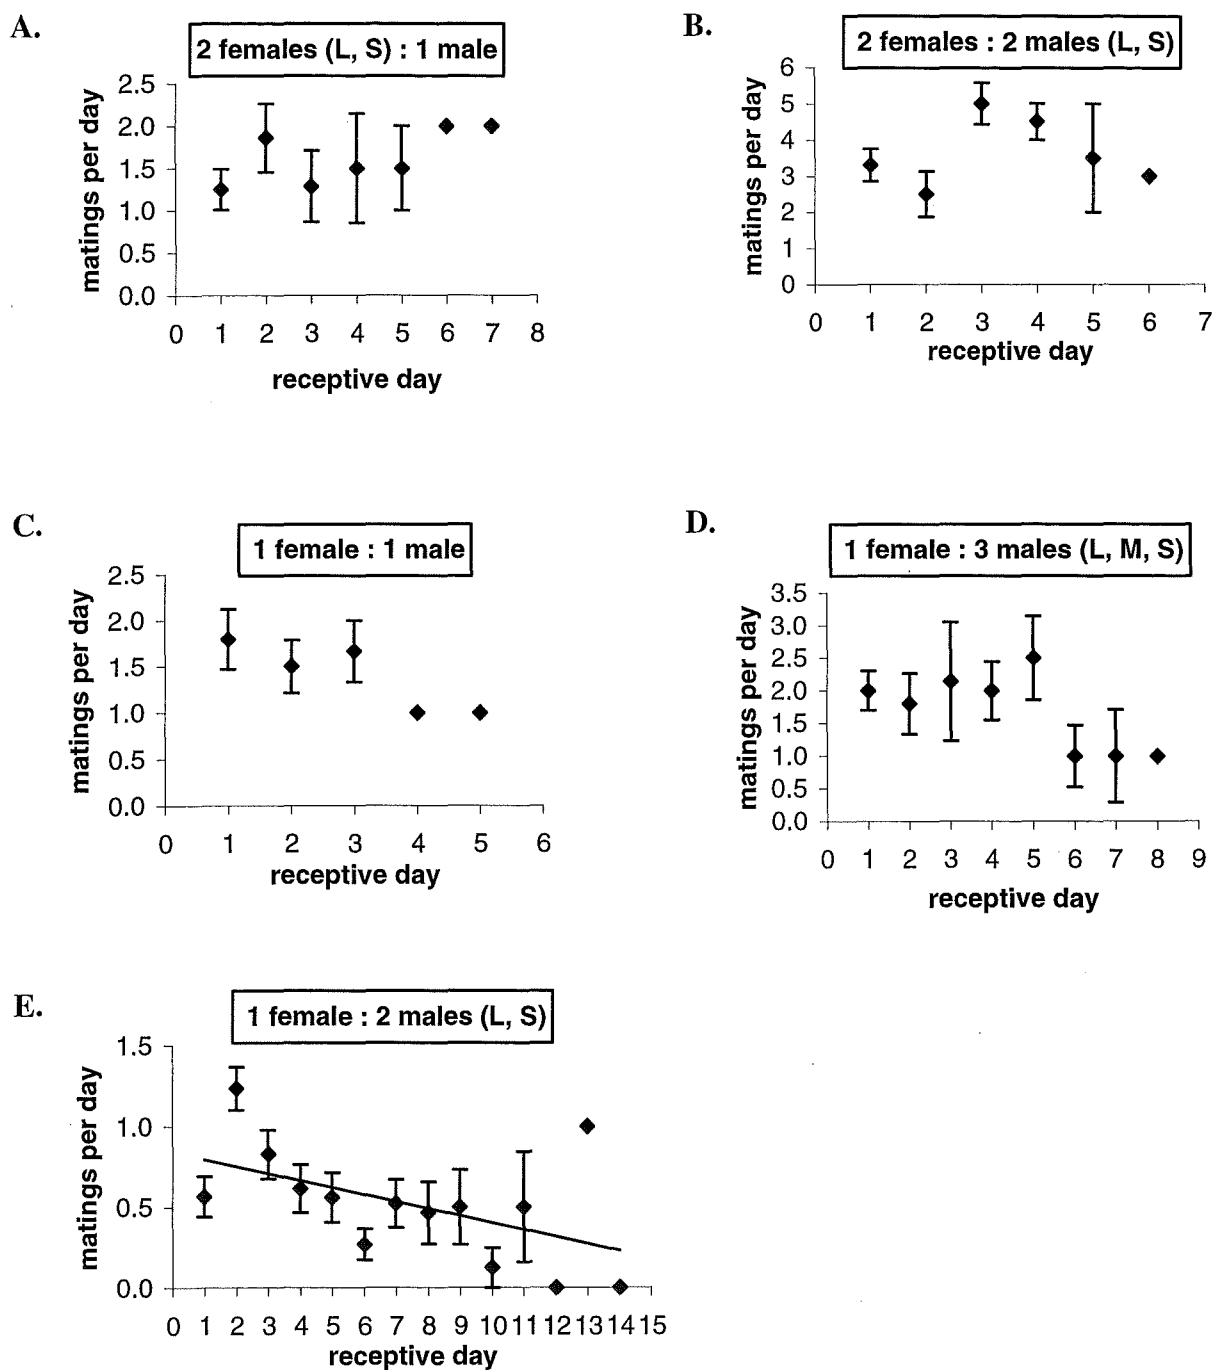 A.
2 females (L, S) : 1 male
2.5
2.0
1.5
1.0
0.5
0.0
matings per day
0 1 2 3 4 5 6 7 8
receptive day
B.
2 females : 2 males (L, S)
6
5
4
3
2
1
0
matings per day
0 1 2 3 4 5 6 7
receptive day
C.
1 female : 1 male
2.5
2.0
1.5
1.0
0.5
0.0
matings per day
0 1 2 3 4 5 6
receptive day
D.
1 female : 3 males (L, M, S)
3.5
3.0
2.5
2.0
1.5
1.0
0.5
0.0
matings per day
0 1 2 3 4 5 6 7 8 9
receptive day
E.
1 female : 2 males (L, S)
1.5
1.0
0.5
0.0
matings per day
0 1 2 3 4 5 6 7 8 9 10 11 12 13 14 15
receptive day